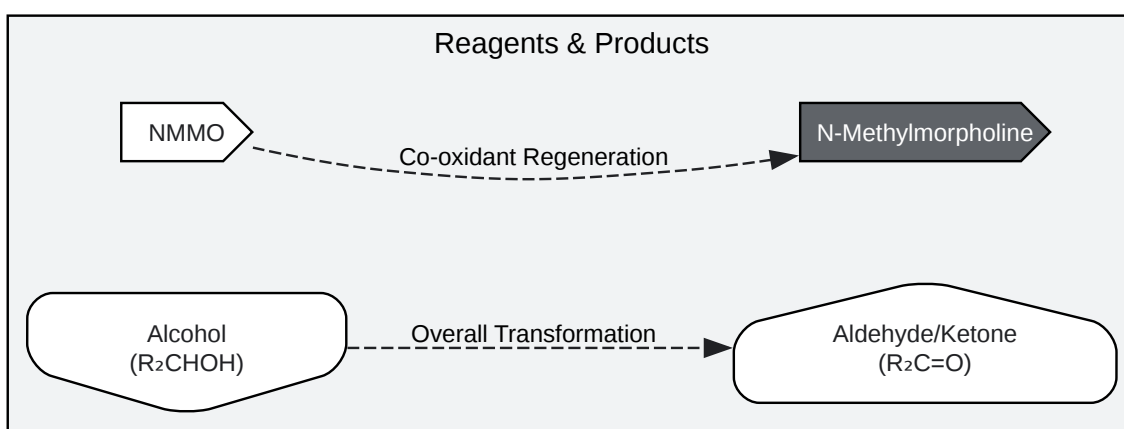 Reagents & Products
NMMO
N-Methylmorpholine
Co-oxidant Regeneration
Alcohol
(R₂CHOH)
Overall Transformation
Aldehyde/Ketone
(R₂C=O)